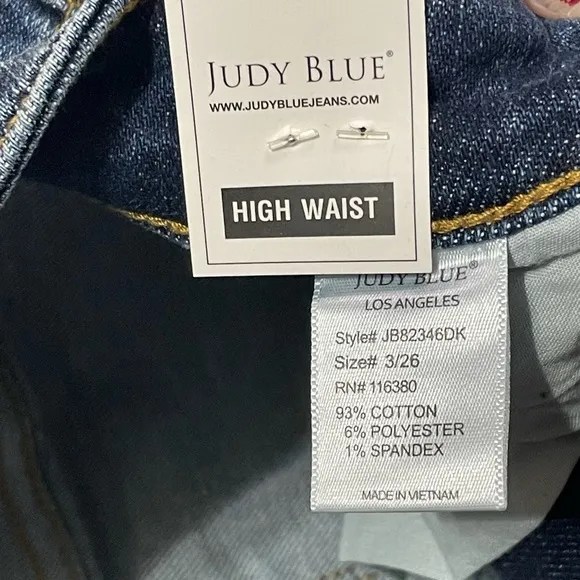 JUDY BLUE®
WWW.JUDYBLUEJEANS.COM
HIGH WAIST
JUDY BLUE®
LOS ANGELES
Style# JB82346DK
Size# 3/26
RN# 116380
93% COTTON
6% POLYESTER
1% SPANDEX
MADE IN VIETNAM